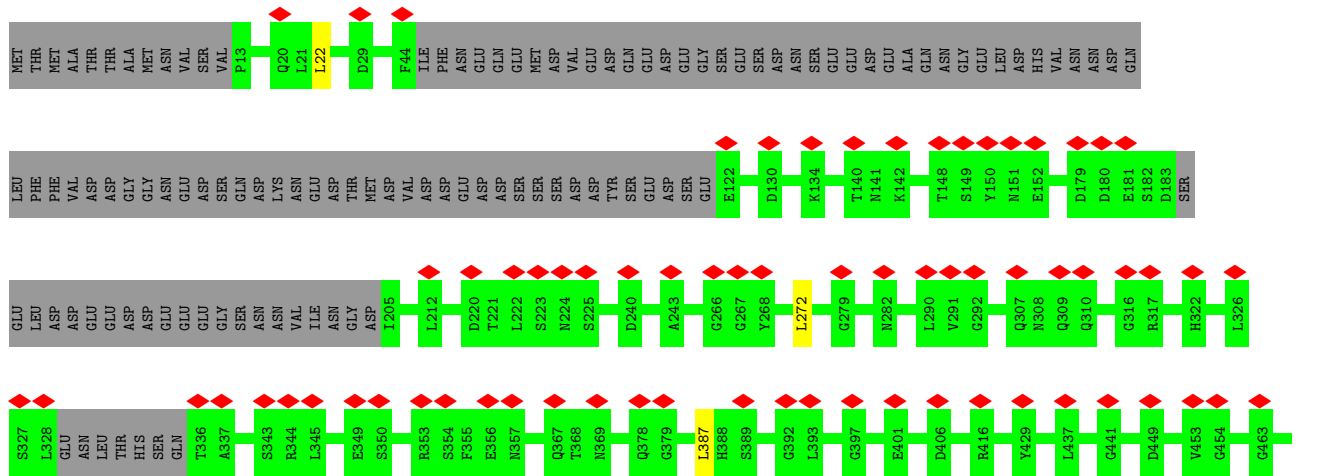 MET THR MET ALA THR THR ALA MET ASN VAL SER VAL P13 Q20 L21 L22 D29 F44 ILE PHE ASN GLU GLN GLU MET ASP VAL GLU ASP GLN GLU ASP GLU GLY SER GLU SER ASP ASN SER GLU GLU ASP GLU ALA GLN ASN GLY GLU LEU ASP HIS VAL ASN ASN ASP GLN
LEU PHE PHE VAL ASP ASP GLY GLY ASN GLU ASP SER GLN ASP LYS ASN GLU ASP THR MET ASP VAL ASP ASP GLU ASP ASP SER SER SER ASP ASP TYR SER GLU ASP SER GLU E122 D130 K134 T140 N141 K142 T148 S149 Y150 N151 E152 D179 D180 E181 S182 D183 SER
GLU LEU ASP ASP GLU GLU ASP ASP GLU GLU GLU GLY SER ASN ASN VAL ILE ASN GLY ASP I205 L212 D220 T221 L222 S223 N224 S225 D240 A243 G266 G267 Y268 L272 G279 N282 L290 V291 G292 Q307 N308 Q309 Q310 G316 R317 H322 L326
S327 L328 GLU ASN LEU THR HIS SER GLN T336 A337 S343 R344 L345 E349 S350 R353 S354 F355 E356 N357 Q367 T368 N369 Q378 G379 L387 H388 S389 G392 L393 G397 E401 D406 R416 Y429 L437 G441 D449 V453 G454 G463